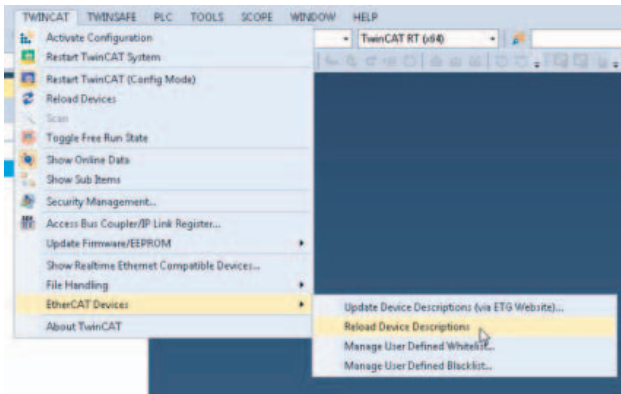 TWINCAT TWINSAFE PLC TOOLS SCOPE WINDOW HELP
Activate Configuration
TwinCAT RT (x64)
Restart TwinCAT System
Restart TwinCAT (Config Mode)
Reload Devices
Scan
Toggle Free Run State
Show Online Data
Show Sub Items
Security Management...
Access Bus Coupler/IP Link Register...
Update Firmware/EEPROM
Show Realtime Ethernet Compatible Devices...
File Handling
EtherCAT Devices
Update Device Descriptions (via ETG Website)...
About TwinCAT
Reload Device Descriptions
Manage User Defined Whitelist...
Manage User Defined Blacklist...